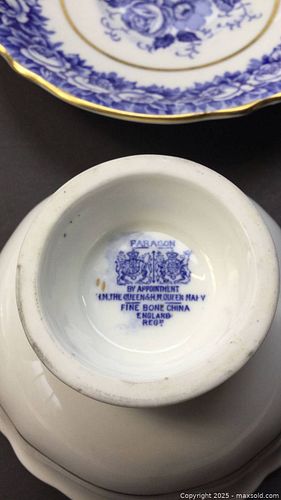 PARAGON
BY APPOINTMENT
H.M. THE QUEEN & H.M. QUEEN MARY
FINE BONE CHINA
ENGLAND
REGD
Copyright © 2025 - maxsold.com